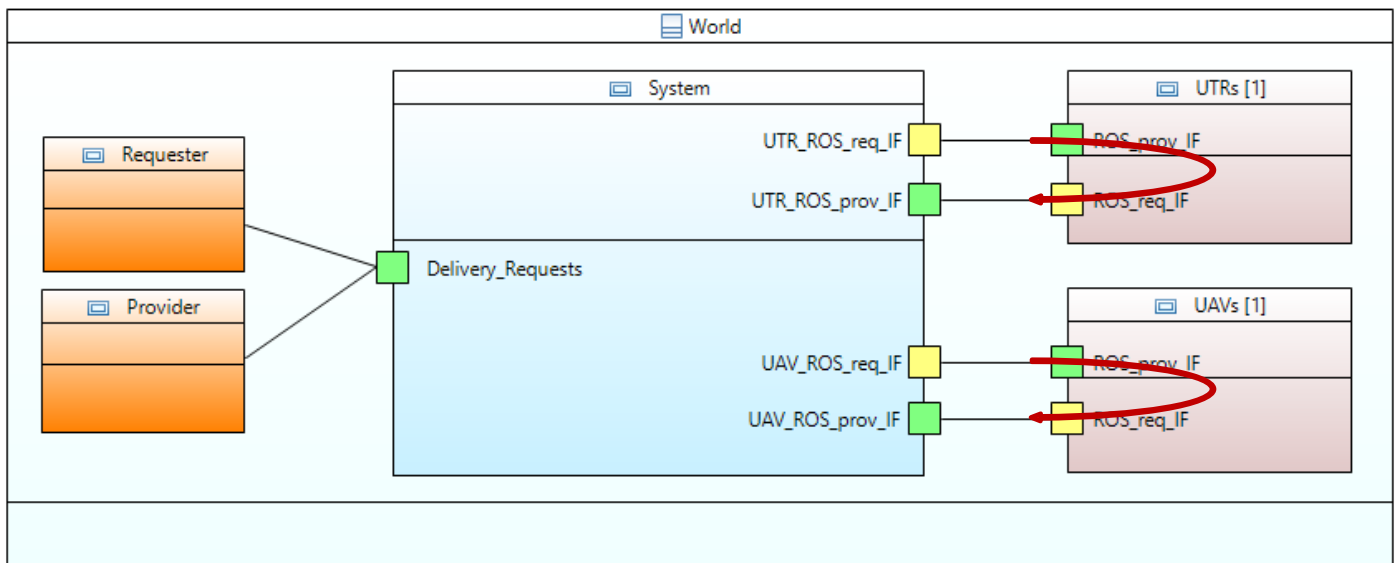 World
System
UTRs [1]
UTR_ROS_req_IF
ROS_prov_IF
Requester
UTR_ROS_prov_IF
ROS_req_IF
Delivery_Requests
Provider
UAVs [1]
UAV_ROS_req_IF
ROS_prov_IF
UAV_ROS_prov_IF
ROS_req_IF